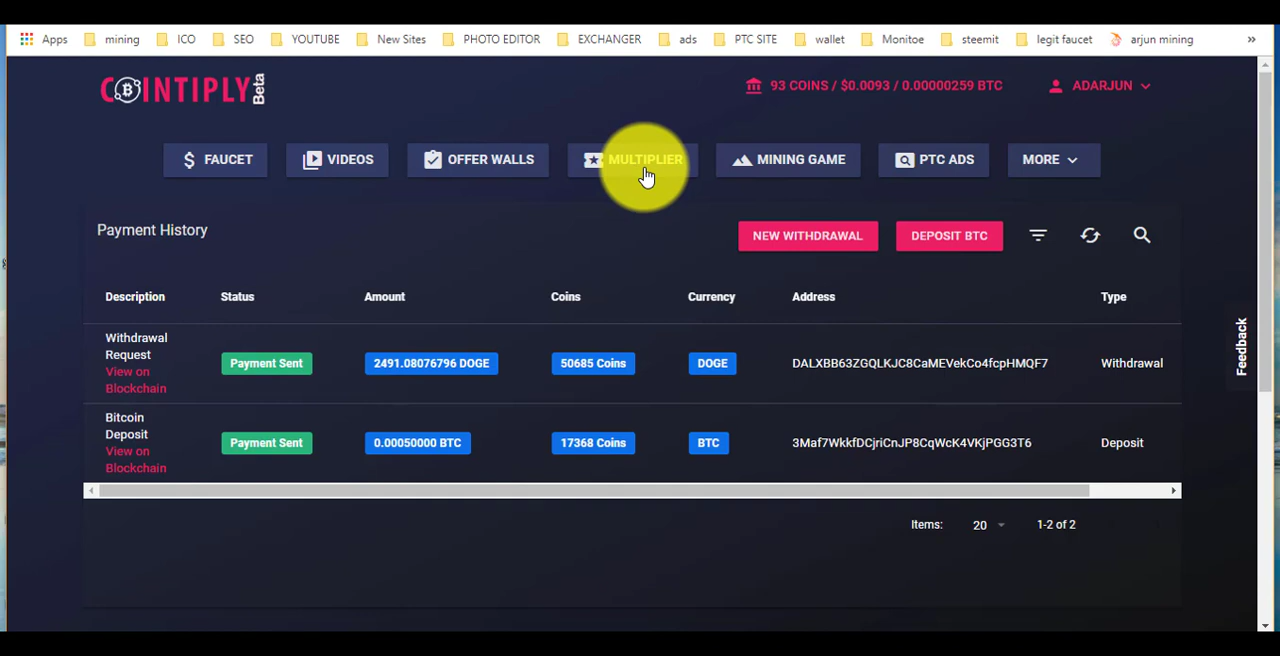 Apps mining ICO SEO YOUTUBE New Sites PHOTO EDITOR EXCHANGER ads PTC SITE wallet Monitoe steemit legit faucet arjun mining »
COINTIPLY Beta
93 COINS / $0.0093 / 0.00000259 BTC
ADARJUN
FAUCET VIDEOS OFFER WALLS MULTIPLIER MINING GAME PTC ADS MORE
Payment History
NEW WITHDRAWAL DEPOSIT BTC
Description Status Amount Coins Currency Address Type
Withdrawal
Request
View on
Blockchain
Payment Sent 2491.08076796 DOGE 50685 Coins DOGE DALXBB63ZGQLKJC8CaMEVekCo4fcpHMQF7 Withdrawal
Bitcoin
Deposit
View on
Blockchain
Payment Sent 0.00050000 BTC 17368 Coins BTC 3Maf7WkkfDCjriCnJP8CqWcK4VKjPGG3T6 Deposit
Items: 20 1-2 of 2
Feedback